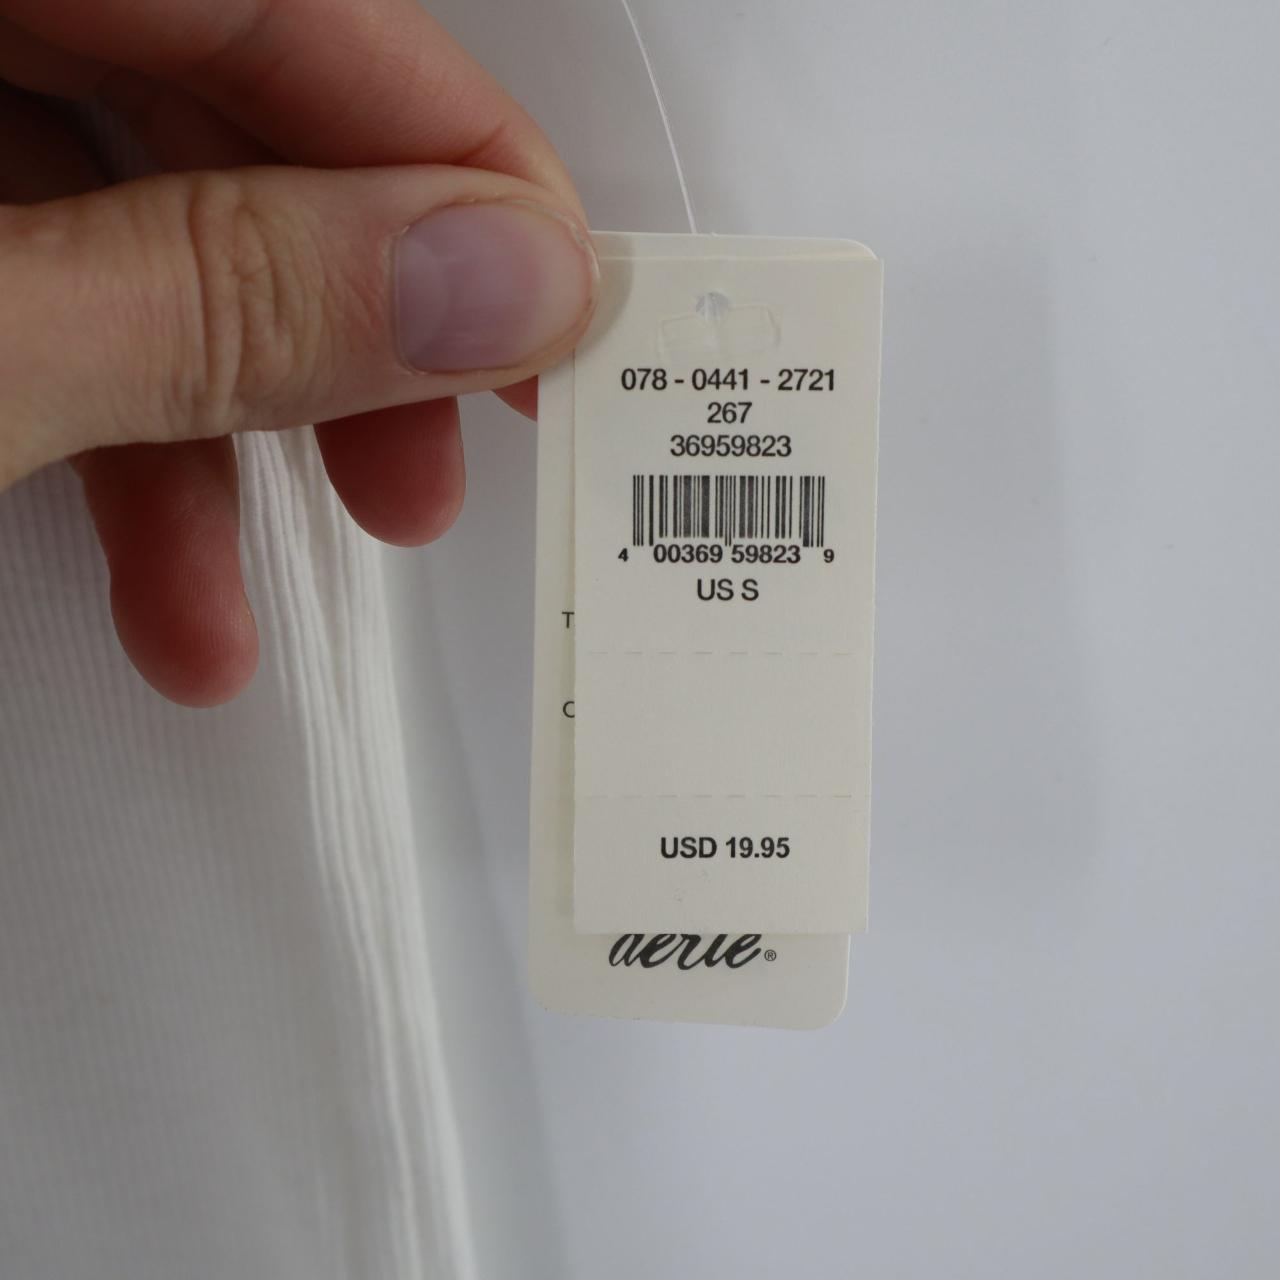 078 - 0441 - 2721
267
36959823
4 00369 59823 9
US S
T
C
USD 19.95
aerie®